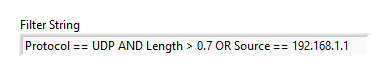 Filter String
Protocol == UDP AND Length > 0.7 OR Source == 192.168.1.1